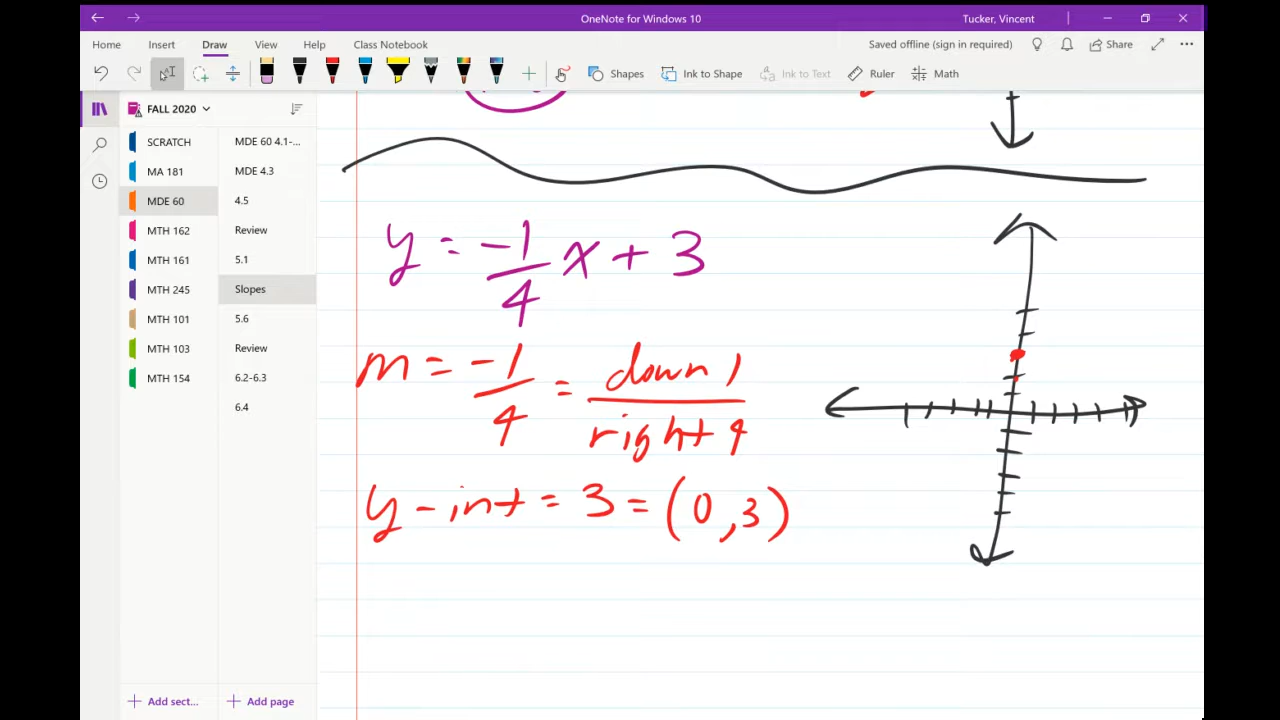 OneNote for Windows 10
Tucker, Vincent
Home Insert Draw View Help Class Notebook
Saved offline (sign in required) Share
Shapes Ink to Shape Ink to Text Ruler Math
FALL 2020
SCRATCH
MA 181
MDE 60
MTH 162
MTH 161
MTH 245
MTH 101
MTH 103
MTH 154
Add sect...
MDE 60 4.1-...
MDE 4.3
4.5
Review
5.1
Slopes
5.6
Review
6.2-6.3
6.4
Add page
y = -1/4 x + 3
m = -1/4 = down 1/right 4
y-int = 3 = (0,3)